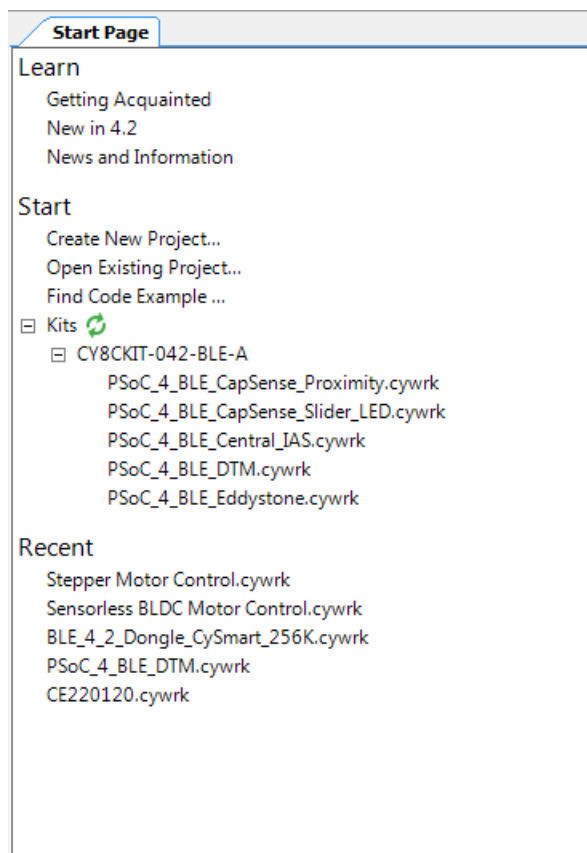 Start Page
Learn
Getting Acquainted
New in 4.2
News and Information
Start
Create New Project...
Open Existing Project...
Find Code Example ...
Kits
CY8CKIT-042-BLE-A
PSoC_4_BLE_CapSense_Proximity.cywrk
PSoC_4_BLE_CapSense_Slider_LED.cywrk
PSoC_4_BLE_Central_IAS.cywrk
PSoC_4_BLE_DTM.cywrk
PSoC_4_BLE_Eddystone.cywrk
Recent
Stepper Motor Control.cywrk
Sensorless BLDC Motor Control.cywrk
BLE_4_2_Dongle_CySmart_256K.cywrk
PSoC_4_BLE_DTM.cywrk
CE220120.cywrk